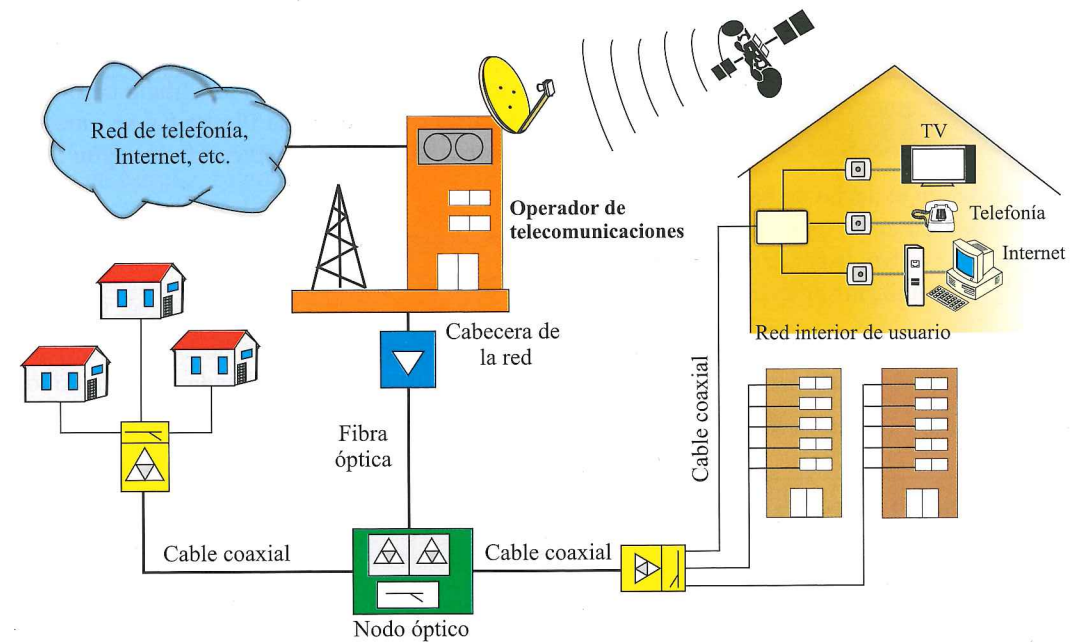 Red de telefonía,
Internet, etc.
Operador de
telecomunicaciones
TV
Telefonía
Internet
Red interior de usuario
Cabecera de
la red
Fibra
óptica
Cable coaxial
Cable coaxial
Cable coaxial
Nodo óptico